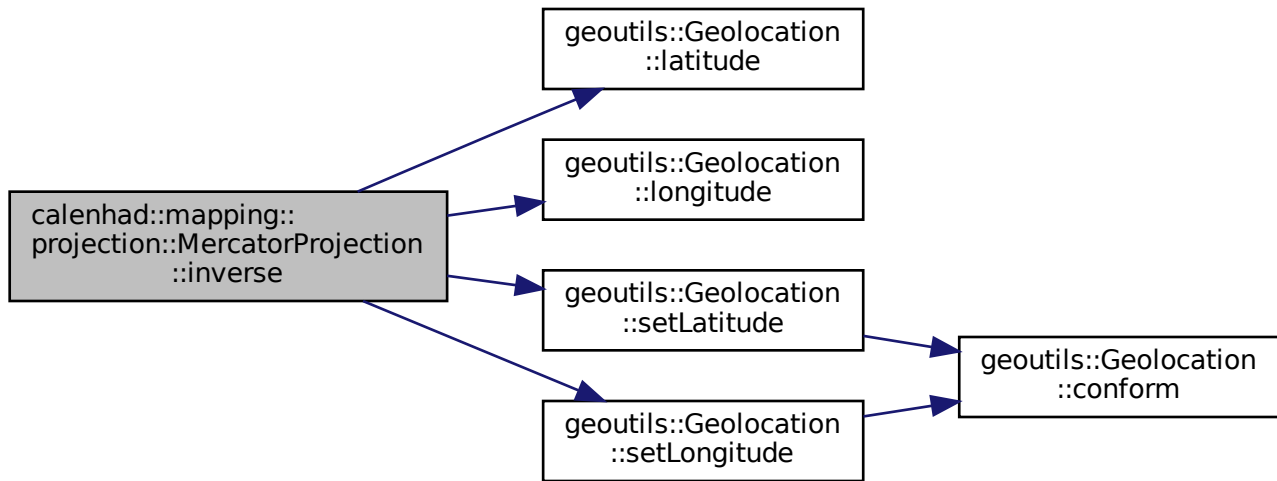 geoutils::Geolocation
::latitude
geoutils::Geolocation
::longitude
calenhad::mapping::
projection::MercatorProjection
::inverse
geoutils::Geolocation
::setLatitude
geoutils::Geolocation
::conform
geoutils::Geolocation
::setLongitude